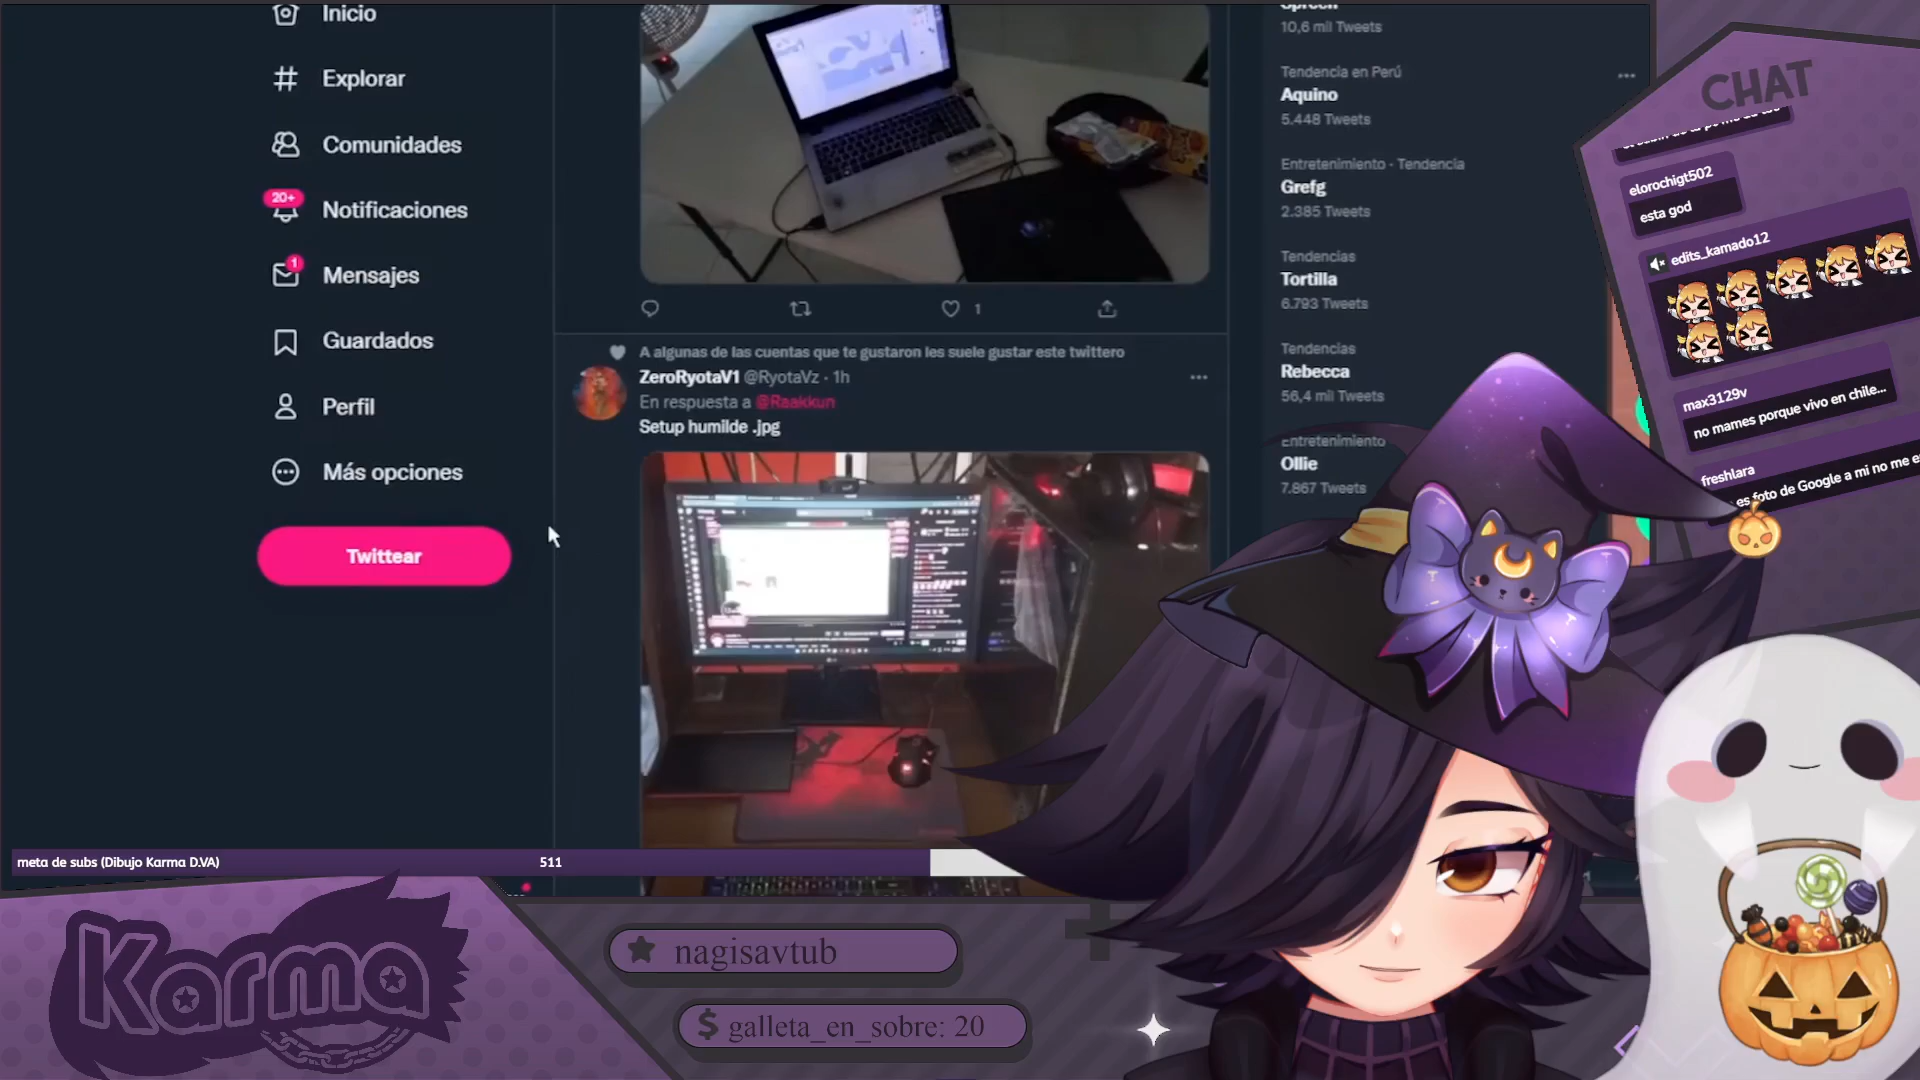 Inicio
Explorar
Comunidades
20+
Notificaciones
1
Mensajes
Guardados
Perfil
Más opciones
Twittear
1
A algunas de las cuentas que te gustaron les suele gustar este twittero
ZeroRyotaV1 @RyotaVz · 1h
En respuesta a @Raakkun
Setup humilde .jpg
10,6 mil Tweets
Tendencia en Perú
Aquino
5.448 Tweets
Entretenimiento · Tendencia
Grefg
2.385 Tweets
Tendencias
Tortilla
6.793 Tweets
Tendencias
Rebecca
56,4 mil Tweets
Entretenimiento
Ollie
7.867 Tweets
CHAT
elorochigt502
esta god
edits_kamado12
max3129v
no mames porque vivo en chile...
freshlara
es foto de Google a mi no me
meta de subs (Dibujo Karma D.VA)
511
Karma
nagisavtub
$ galleta_en_sobre: 20